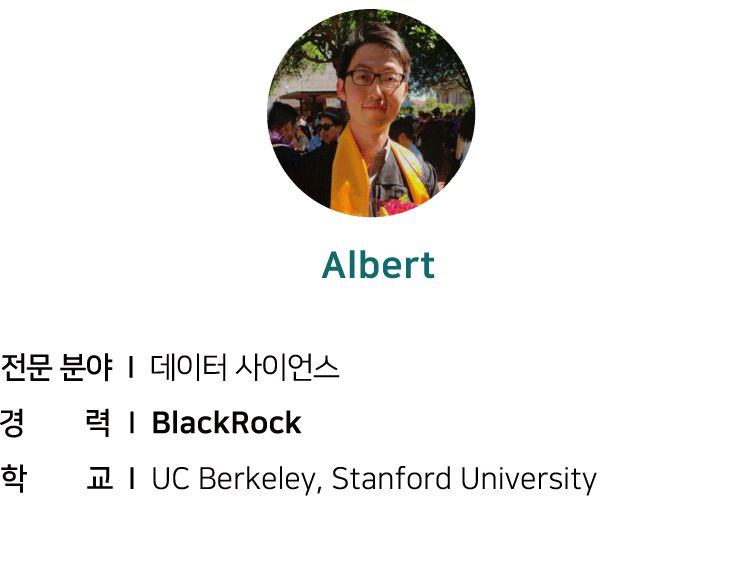 Albert
전문 분야 | 데이터 사이언스
경 력 | BlackRock
학 교 | UC Berkeley, Stanford University